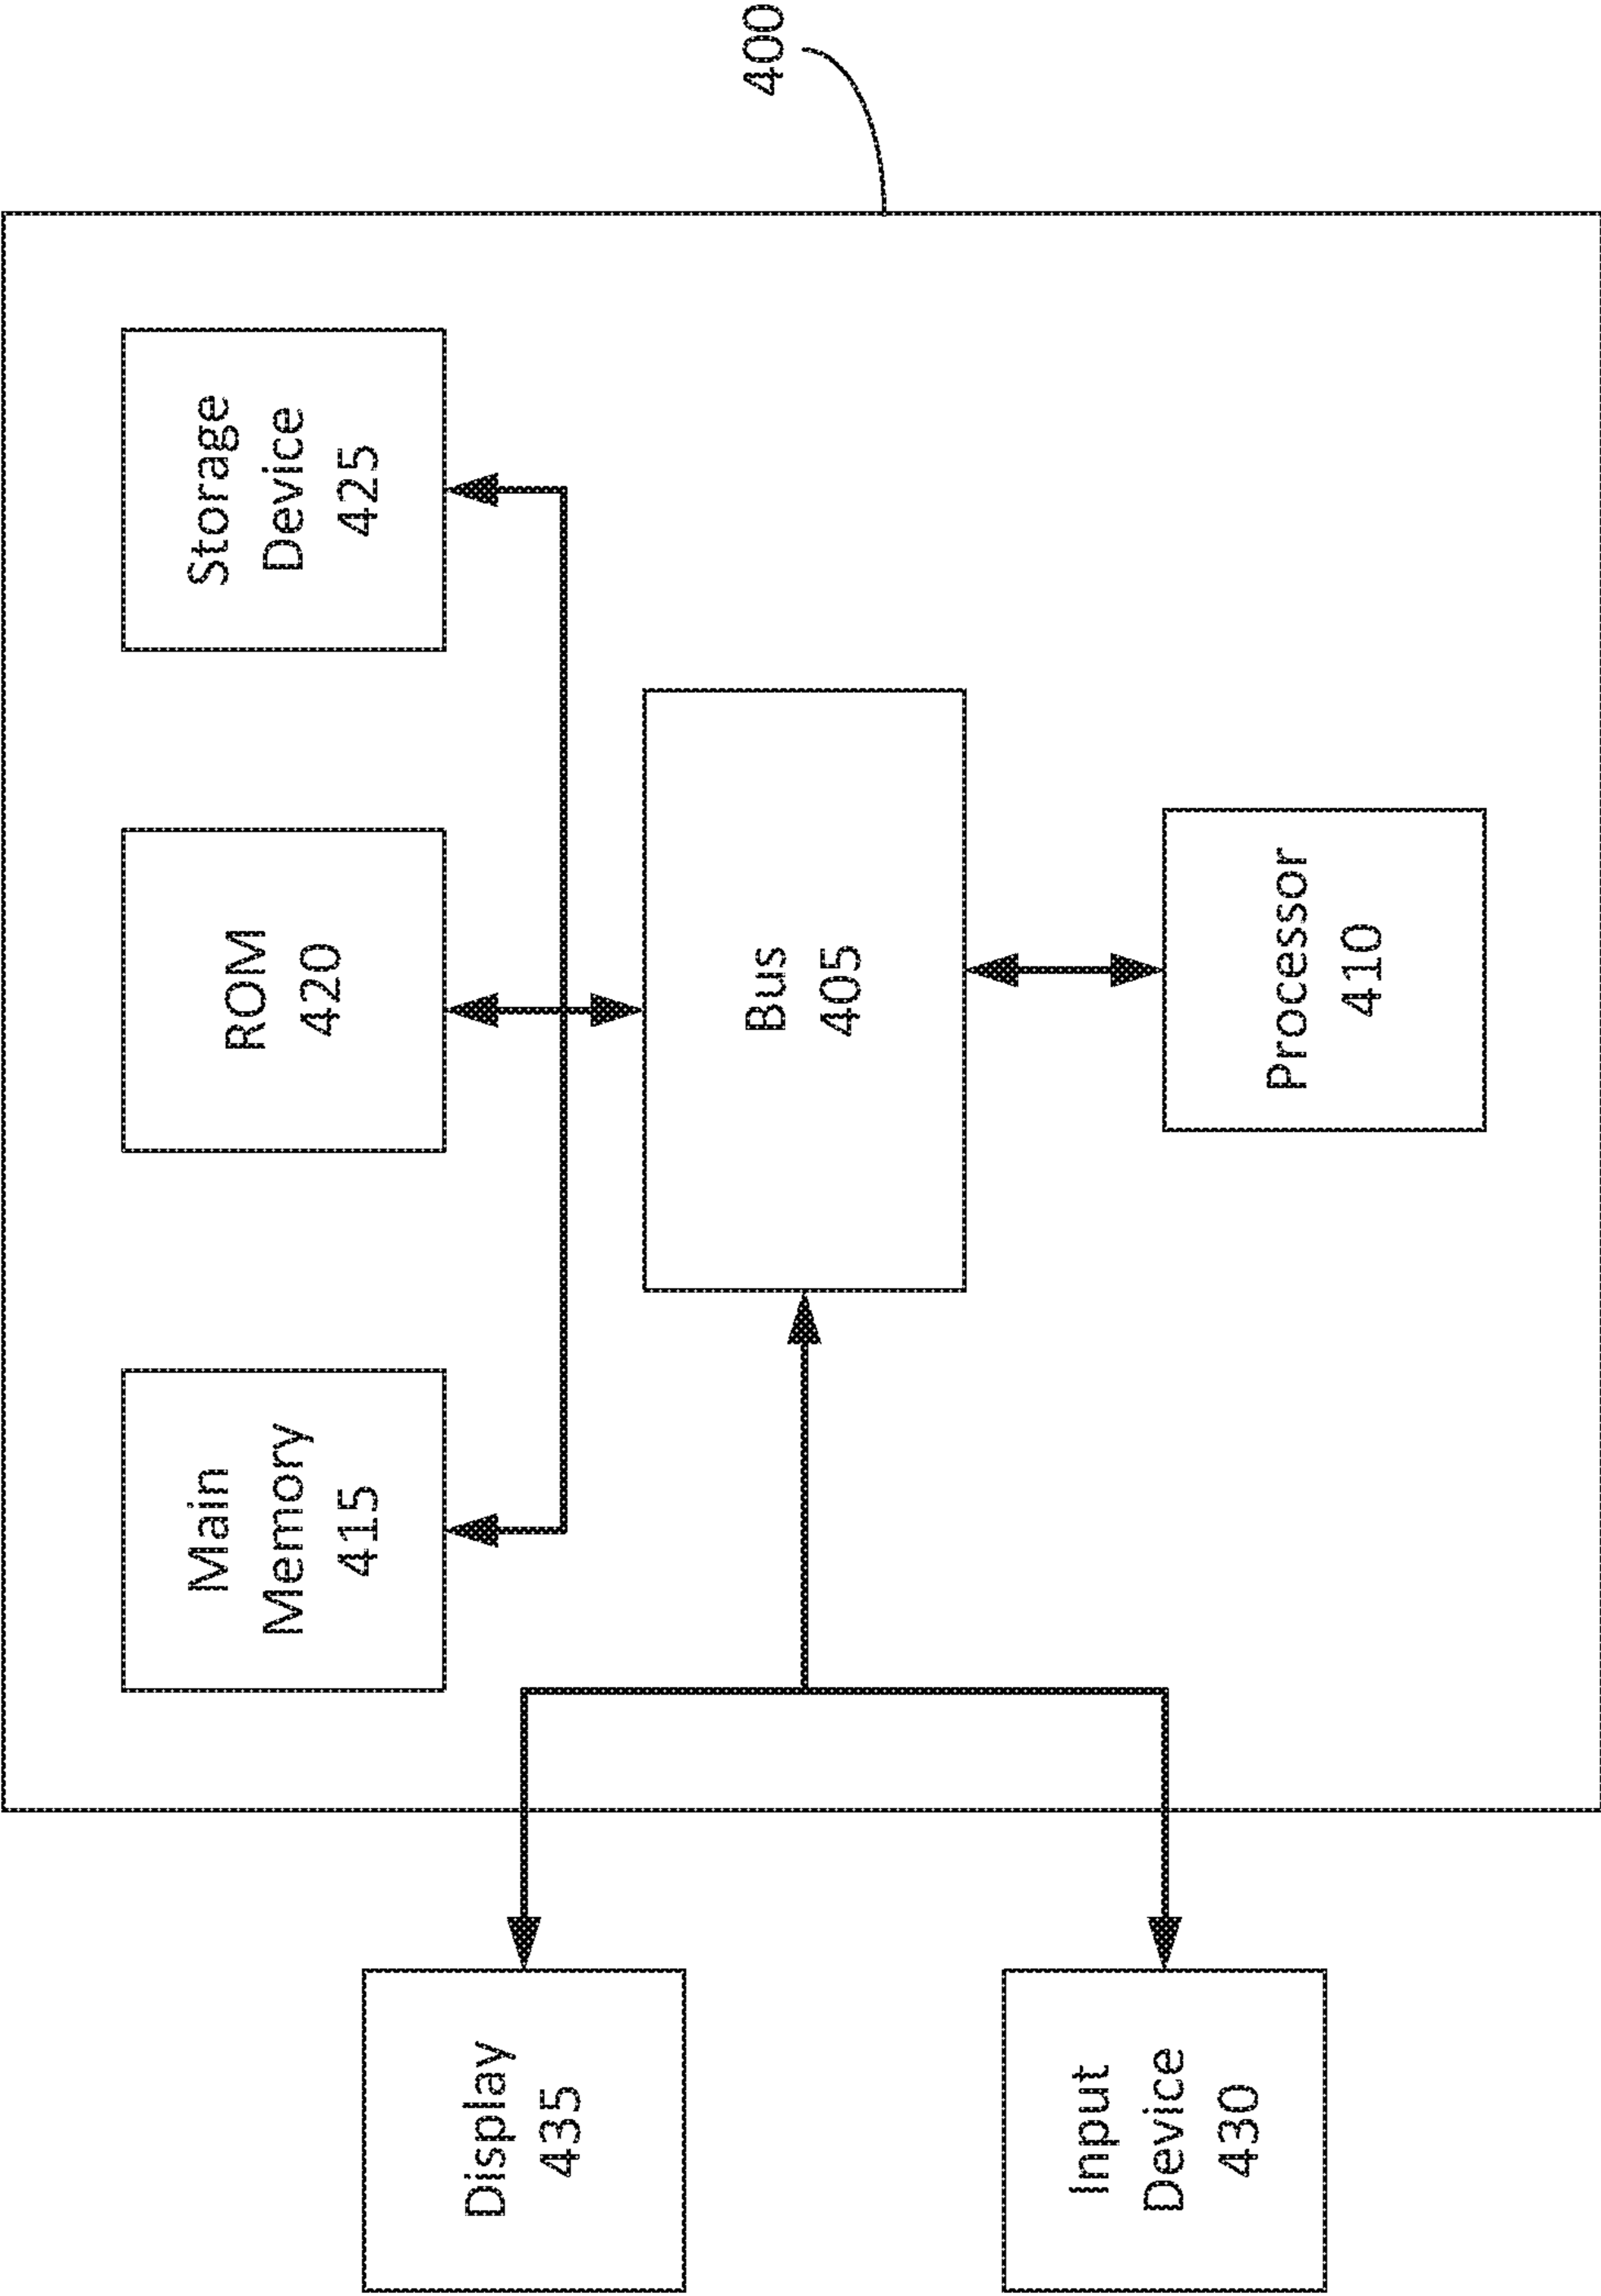 400
Main
Memory
415
ROM
420
Storage
Device
425
Display
435
Bus
405
Input
Device
430
Processor
410